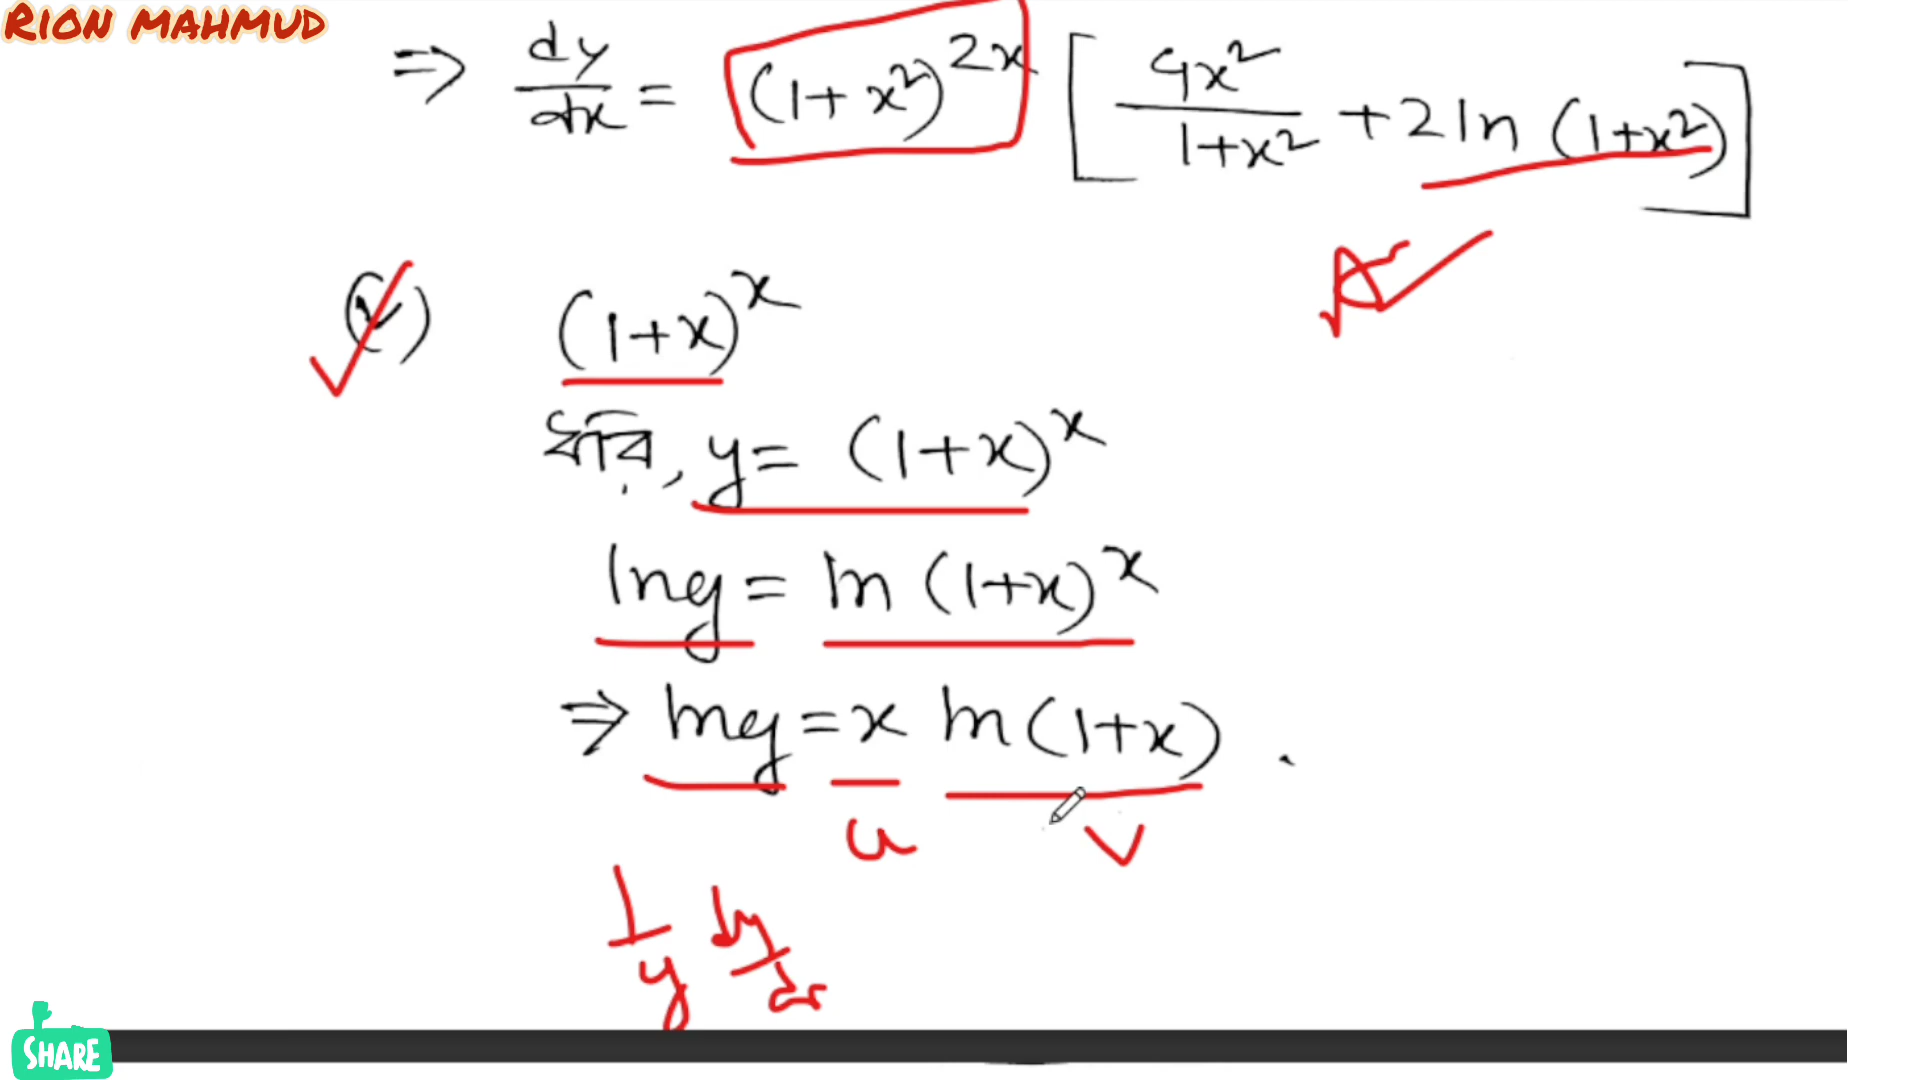 RION MAHMUD
⇒ dy/dx = (1+x²)^2x [ 4x²/1+x² + 2ln (1+x²) ]
(1+x)^x
ধরি, y = (1+x)^x
lny = ln (1+x)^x
⇒ lny = x ln(1+x) .
u v
1/y dy/dx
SHARE